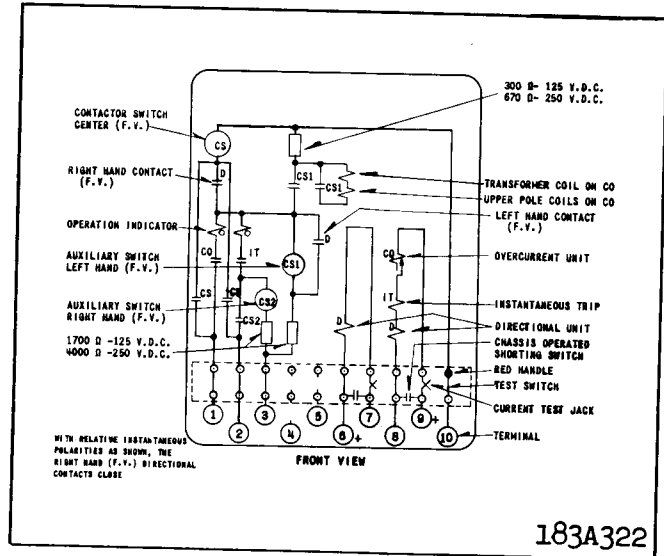 300 Ω- 125 V.D.C.
670 Ω- 250 V.D.C.
CONTACTOR SWITCH
CENTER (F.V.)
CS
RIGHT HAND CONTACT
(F.V.)
D
CS1
CS1
TRANSFORMER COIL ON CO
UPPER POLE COILS ON CO
LEFT HAND CONTACT
(F.V.)
OPERATION INDICATOR
D
CO
IT
CO
OVERCURRENT UNIT
AUXILIARY SWITCH
LEFT HAND (F.V.)
CS1
AUXILIARY SWITCH
RIGHT HAND (F.V.)
CS
CS
CS2
CS2
IT
INSTANTANEOUS TRIP
D
D
DIRECTIONAL UNIT
1700 Ω -125 V.D.C.
4000 Ω -250 V.D.C.
CHASSIS OPERATED
SHORTING SWITCH
RED HANDLE
TEST SWITCH
CURRENT TEST JACK
1
2
3
4
5
6
+
7
8
9
+
10
TERMINAL
WITH RELATIVE INSTANTANEOUS
POLARITIES AS SHOWN, THE
RIGHT HAND (F.V.) DIRECTIONAL
CONTACTS CLOSE
FRONT VIEW
183A322